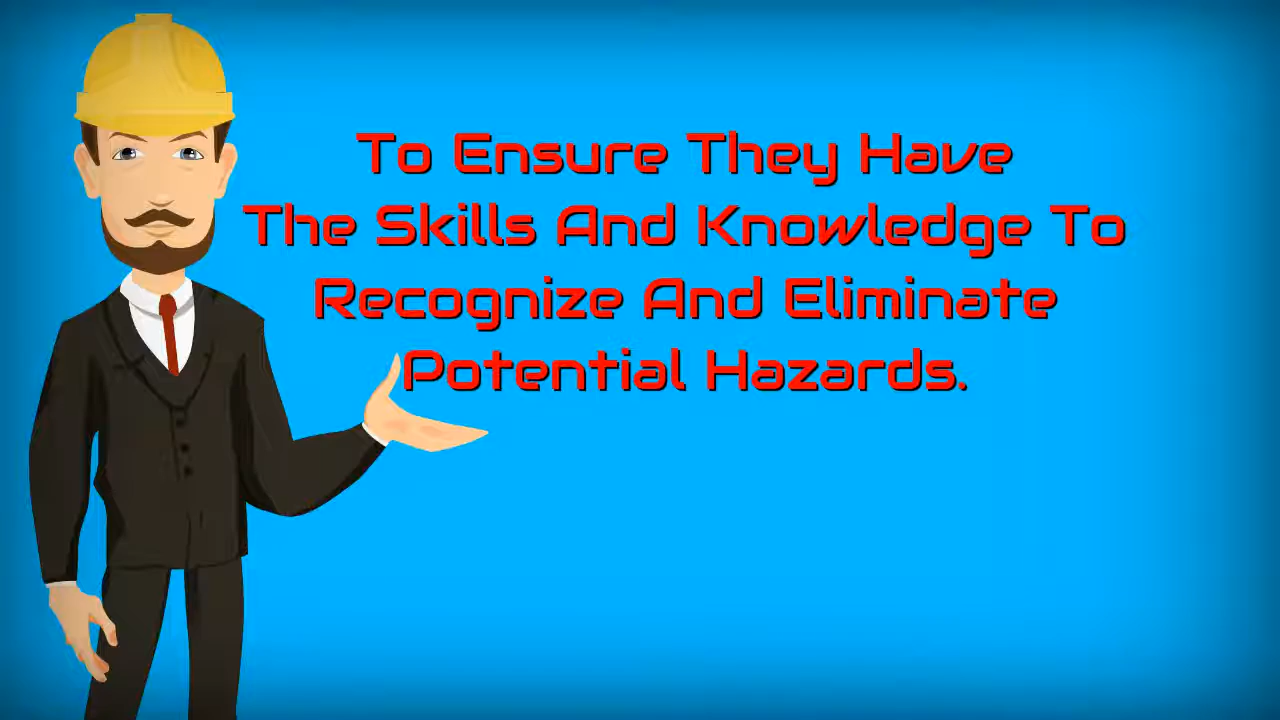 To Ensure They Have
The Skills And Knowledge To
Recognize And Eliminate
Potential Hazards.